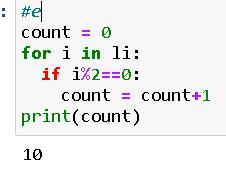 :
#e
count = 0
for i in li:
  if i%2==0:
    count = count+1
print(count)
10